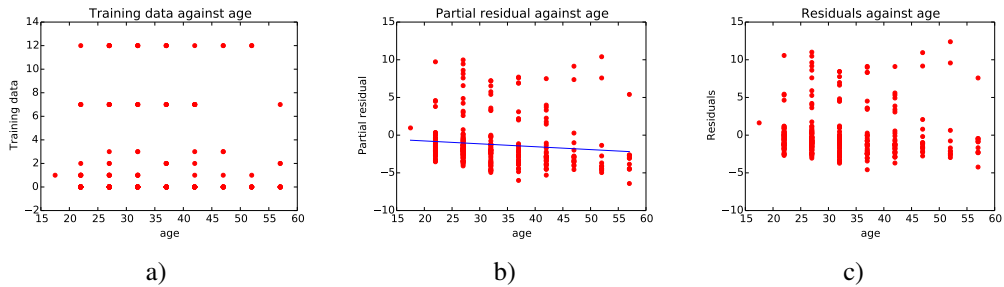 Training data against age
Training data
14
12
10
8
6
4
2
0
−2
15 20 25 30 35 40 45 50 55 60
age
a)
Partial residual against age
Partial residual
15
10
5
0
−5
−10
15 20 25 30 35 40 45 50 55 60
age
b)
Residuals against age
Residuals
15
10
5
0
−5
−10
15 20 25 30 35 40 45 50 55 60
age
c)